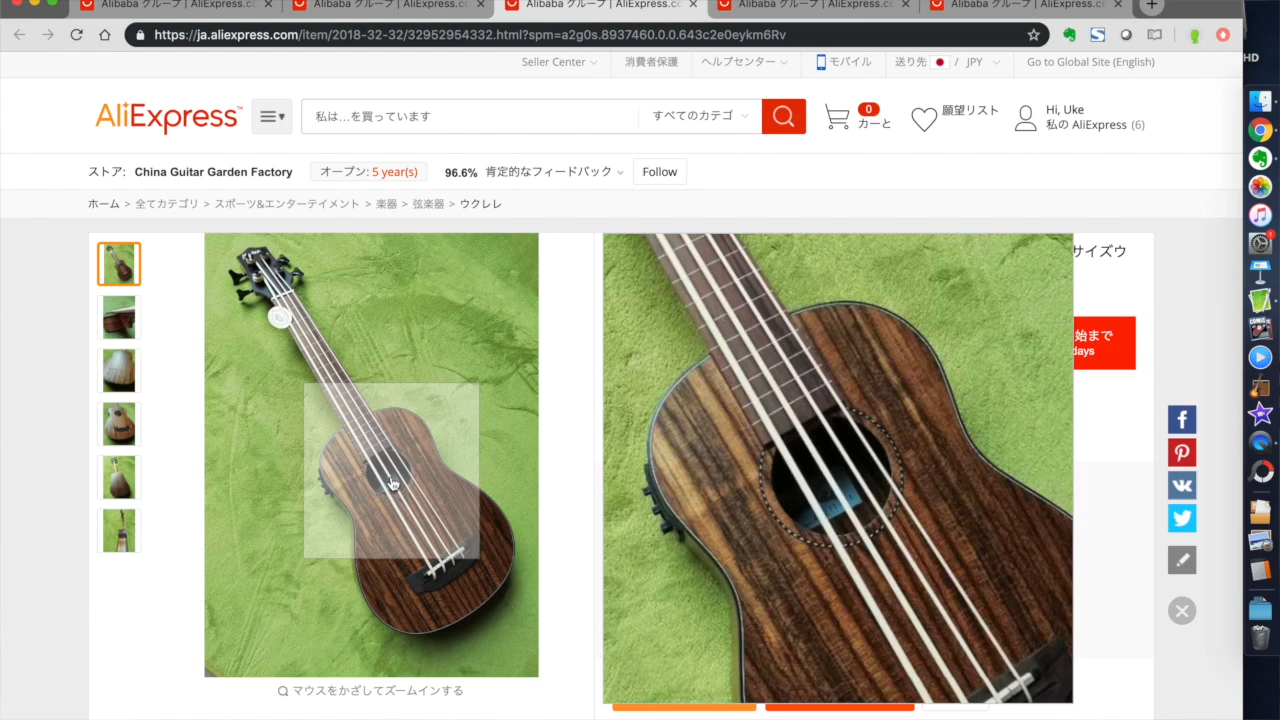 Alibaba グループ | AliExpress.co
Alibaba グループ | AliExpress.co
Alibaba グループ | AliExpress.co
Alibaba グループ | AliExpress.co
Alibaba グループ | AliExpress.co
https://ja.aliexpress.com/item/2018-32-32/32952954332.html?spm=a2g0s.8937460.0.0.643c2e0eykm6Rv
HD
Seller Center
消費者保護
ヘルプセンター
モバイル
送り先 / JPY
Go to Global Site (English)
AliExpress™
私は...を買っています
すべてのカテゴ
0
カーと
願望リスト
Hi, Uke
私の AliExpress (6)
ストア: China Guitar Garden Factory
オープン: 5 year(s)
96.6% 肯定的なフィードバック
Follow
ホーム > 全てカテゴリ > スポーツ&エンターテイメント > 楽器 > 弦楽器 > ウクレレ
サイズウ
始まで
days
マウスをかざしてズームインする